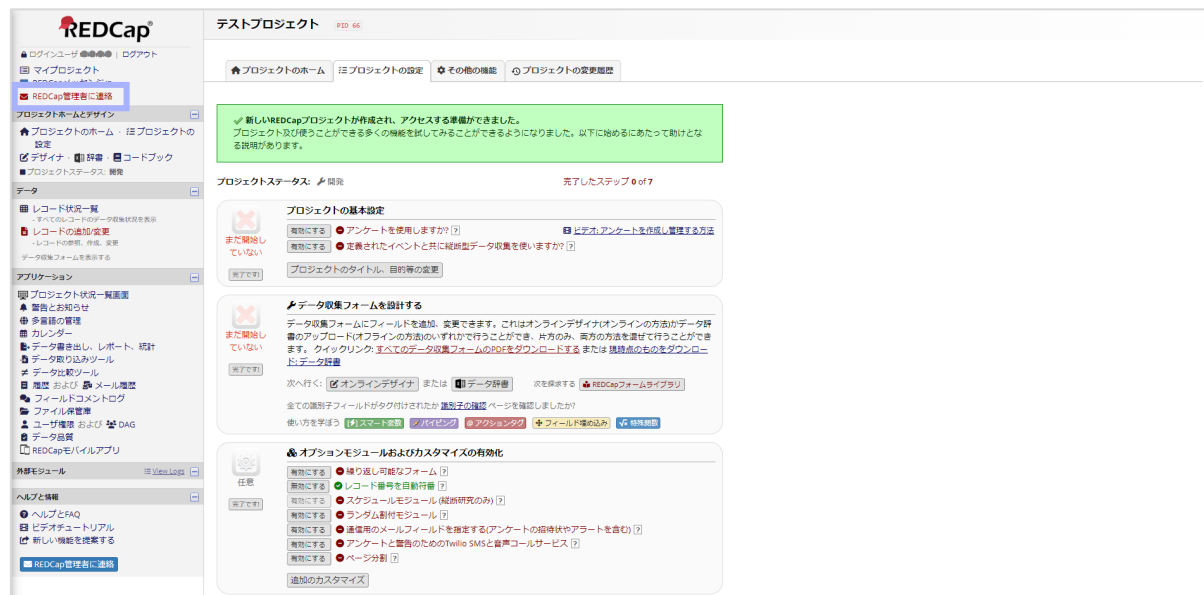 REDCap®
ログインユーザ | ログアウト
マイプロジェクト
REDCap管理者に連絡
プロジェクトホームとデザイン
プロジェクトのホーム · プロジェクトの
設定
デザイナ · 辞書 · コードブック
プロジェクトステータス: 開発
データ
レコード状況一覧
- すべてのレコードのデータ収集状況を表示
レコードの追加/変更
- レコードの参照、作成、変更
データ収集フォームを表示する
アプリケーション
プロジェクト状況一覧画面
警告とお知らせ
多言語の管理
カレンダー
データ書き出し、レポート、統計
データ取り込みツール
データ比較ツール
履歴 および メール履歴
フィールドコメントログ
ファイル保管庫
ユーザ権限 および DAG
データ品質
REDCapモバイルアプリ
外部モジュール View Logs
ヘルプと情報
ヘルプとFAQ
ビデオチュートリアル
新しい機能を提案する
REDCap管理者に連絡
テストプロジェクト PID 66
プロジェクトのホーム プロジェクトの設定 その他の機能 プロジェクトの変更履歴
新しいREDCapプロジェクトが作成され、アクセスする準備ができました。
プロジェクト及び使うことができる多くの機能を試してみることができるようになりました。以下に始めるにあたって助けとな
る説明があります。
プロジェクトステータス: 開発 完了したステップ 0 of 7
まだ開始し
ていない
完了です!
プロジェクトの基本設定
有効にする アンケートを使用しますか? ? ビデオ: アンケートを作成し管理する方法
有効にする 定義されたイベントと共に縦断型データ収集を使いますか? ?
プロジェクトのタイトル、目的等の変更
まだ開始し
ていない
完了です!
データ収集フォームを設計する
データ収集フォームにフィールドを追加、変更できます。これはオンラインデザイナ(オンラインの方法)かデータ辞
書のアップロード(オフラインの方法)のいずれかで行うことができ、片方のみ、両方の方法を混ぜて行うことができ
ます。 クイックリンク: すべてのデータ収集フォームのPDFをダウンロードする または 現時点のものをダウンロー
ド: データ辞書
次へ行く: オンラインデザイナ または データ辞書 次を探求する REDCapフォームライブラリ
全ての識別子フィールドがタグ付けされたか 識別子の確認 ページを確認しましたか?
使い方を学ぼう スマート変数 パイピング @ アクションタグ フィールド埋め込み 特殊関数
任意
完了です!
オプションモジュールおよびカスタマイズの有効化
有効にする 繰り返し可能なフォーム ?
無効にする レコード番号を自動符番 ?
有効にする スケジュールモジュール (縦断研究のみ) ?
有効にする ランダム割付モジュール ?
有効にする 通信用のメールフィールドを指定する(アンケートの招待状やアラートを含む) ?
有効にする アンケートと警告のためのTwilio SMSと音声コールサービス ?
有効にする ページ分割 ?
追加のカスタマイズ